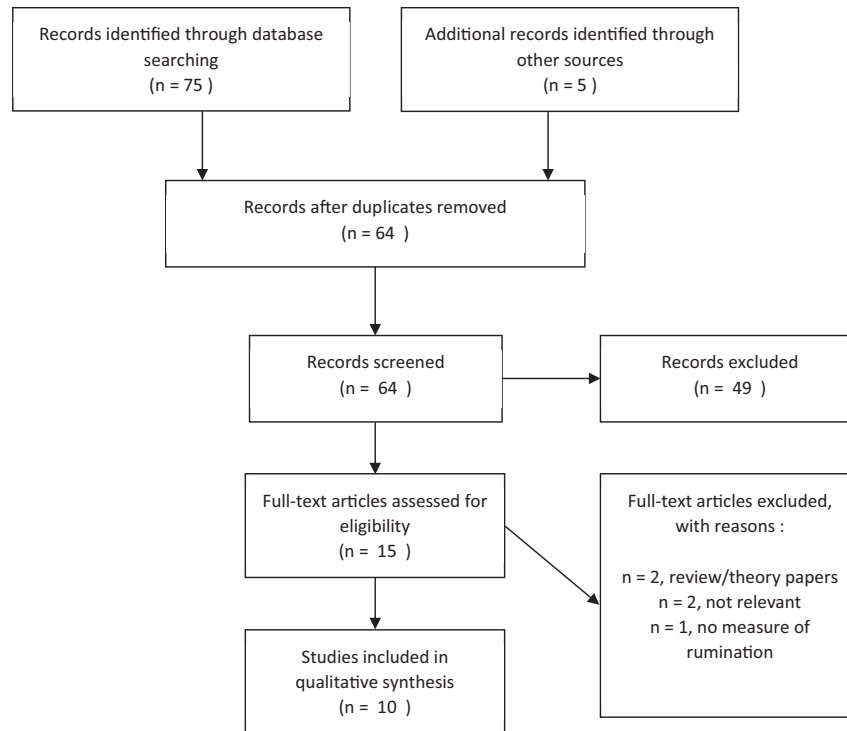 Records identified through database
searching
(n = 75 )
Additional records identified through
other sources
(n = 5 )
Records after duplicates removed
(n = 64 )
Records screened
(n = 64 )
Records excluded
(n = 49 )
Full-text articles assessed for
eligibility
(n = 15 )
Full-text articles excluded,
with reasons :
n = 2, review/theory papers
n = 2, not relevant
n = 1, no measure of
rumination
Studies included in
qualitative synthesis
(n = 10 )